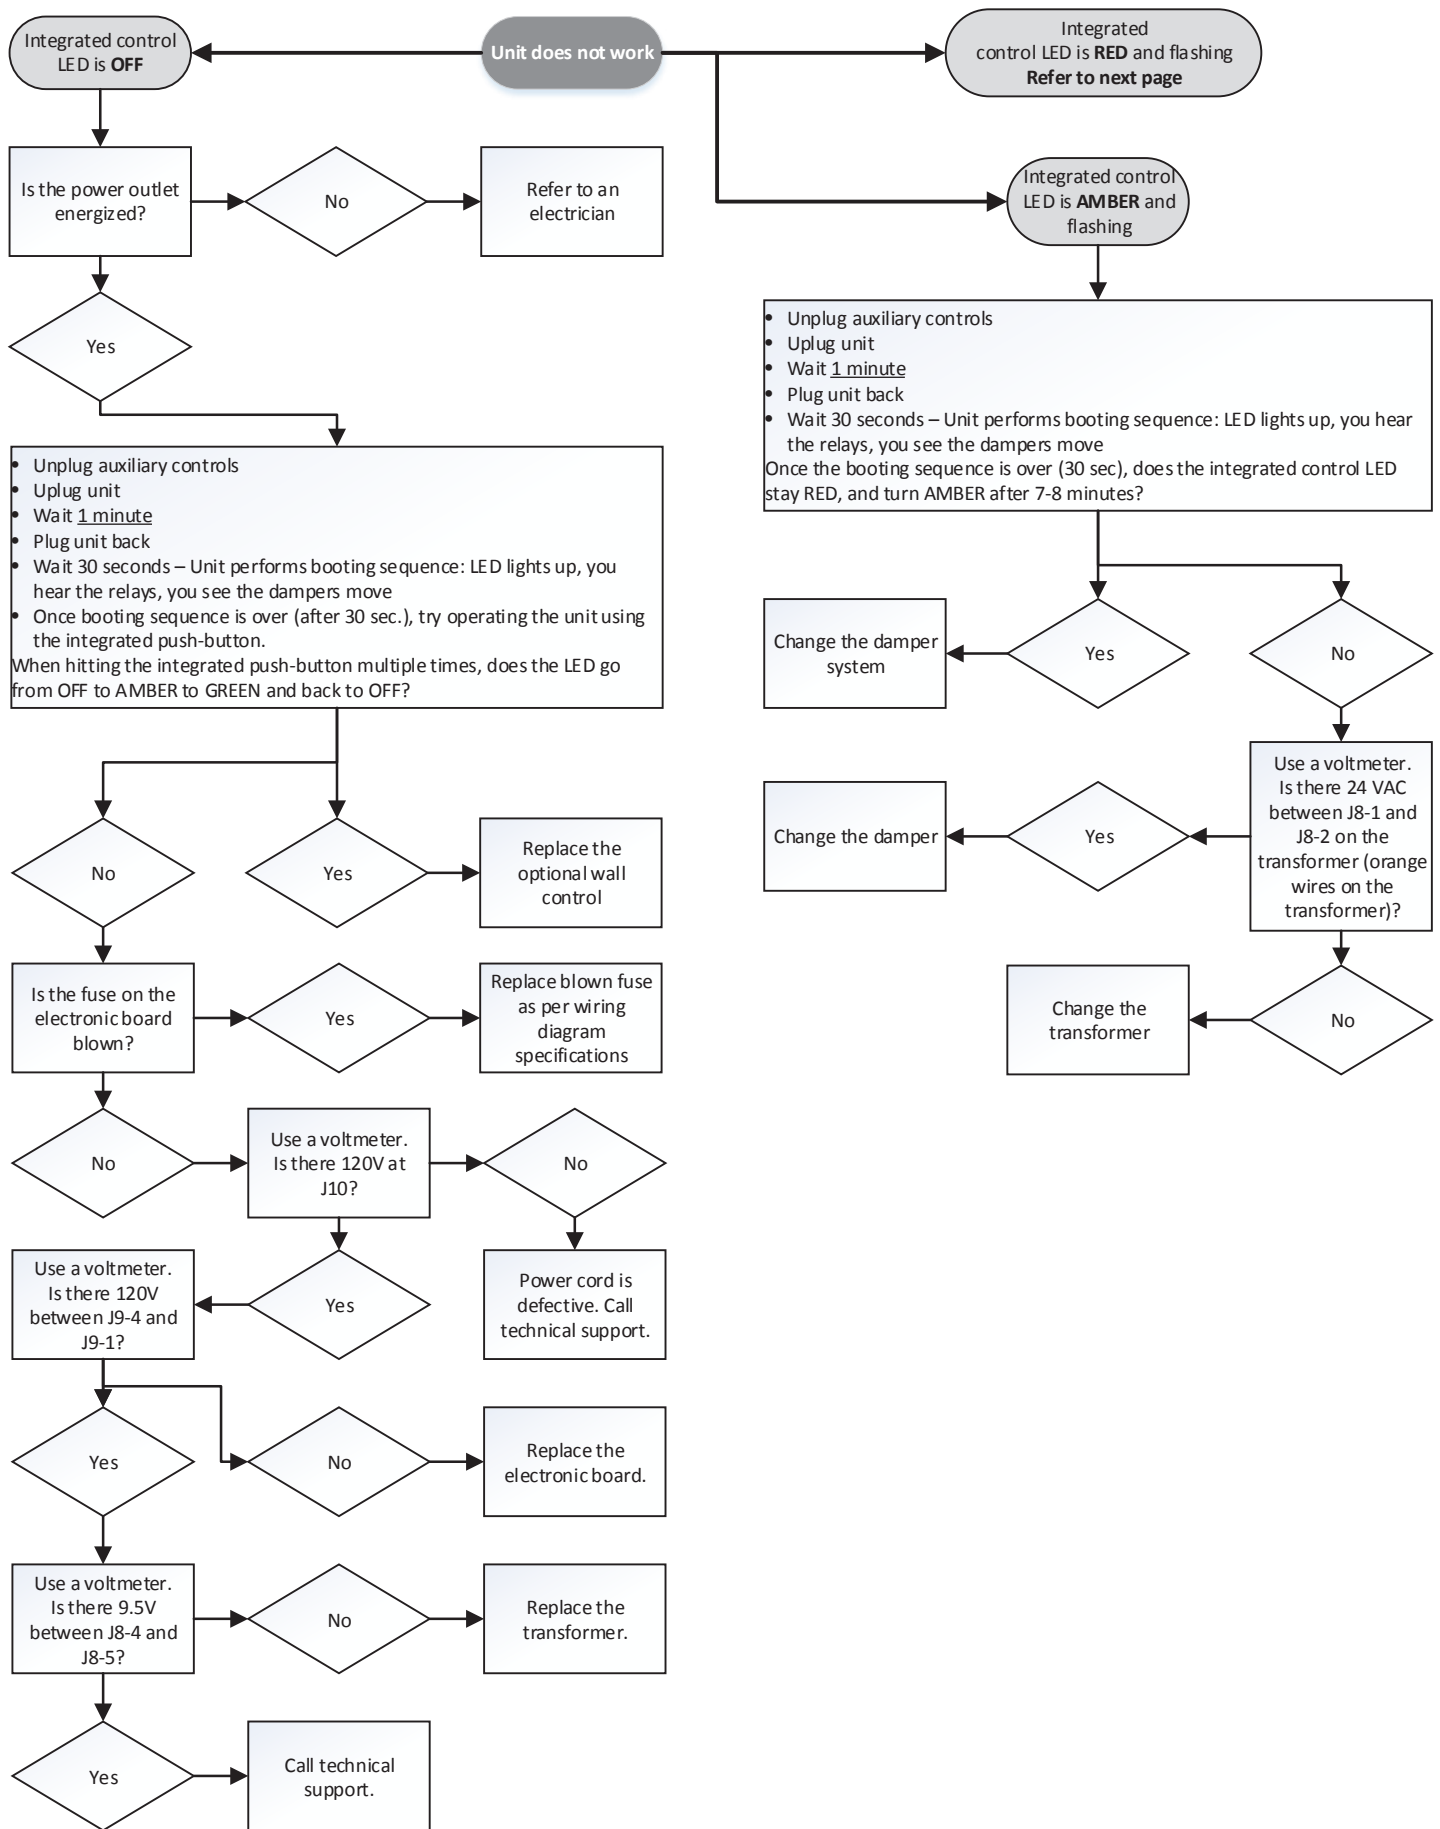 Unit does not work
Integrated control
LED is OFF
Is the power outlet
energized?
No
Refer to an
electrician
Yes
• Unplug auxiliary controls
• Uplug unit
• Wait 1 minute
• Plug unit back
• Wait 30 seconds – Unit performs booting sequence: LED lights up, you
hear the relays, you see the dampers move
• Once booting sequence is over (after 30 sec.), try operating the unit using
the integrated push-button.
When hitting the integrated push-button multiple times, does the LED go
from OFF to AMBER to GREEN and back to OFF?
No
Yes
Replace the
optional wall
control
Is the fuse on the
electronic board
blown?
Yes
Replace blown fuse
as per wiring
diagram
specifications
No
Use a voltmeter.
Is there 120V at
J10?
No
Power cord is
defective. Call
technical support.
Yes
Use a voltmeter.
Is there 120V
between J9-4 and
J9-1?
Yes
No
Replace the
electronic board.
Use a voltmeter.
Is there 9.5V
between J8-4 and
J8-5?
No
Replace the
transformer.
Yes
Call technical
support.
Integrated
control LED is RED and flashing
Refer to next page
Integrated control
LED is AMBER and
flashing
• Unplug auxiliary controls
• Uplug unit
• Wait 1 minute
• Plug unit back
• Wait 30 seconds – Unit performs booting sequence: LED lights up, you hear
the relays, you see the dampers move
Once the booting sequence is over (30 sec), does the integrated control LED
stay RED, and turn AMBER after 7-8 minutes?
Change the damper
system
Yes
No
Use a voltmeter.
Is there 24 VAC
between J8-1 and
J8-2 on the
transformer (orange
wires on the
transformer)?
Yes
Change the damper
No
Change the
transformer